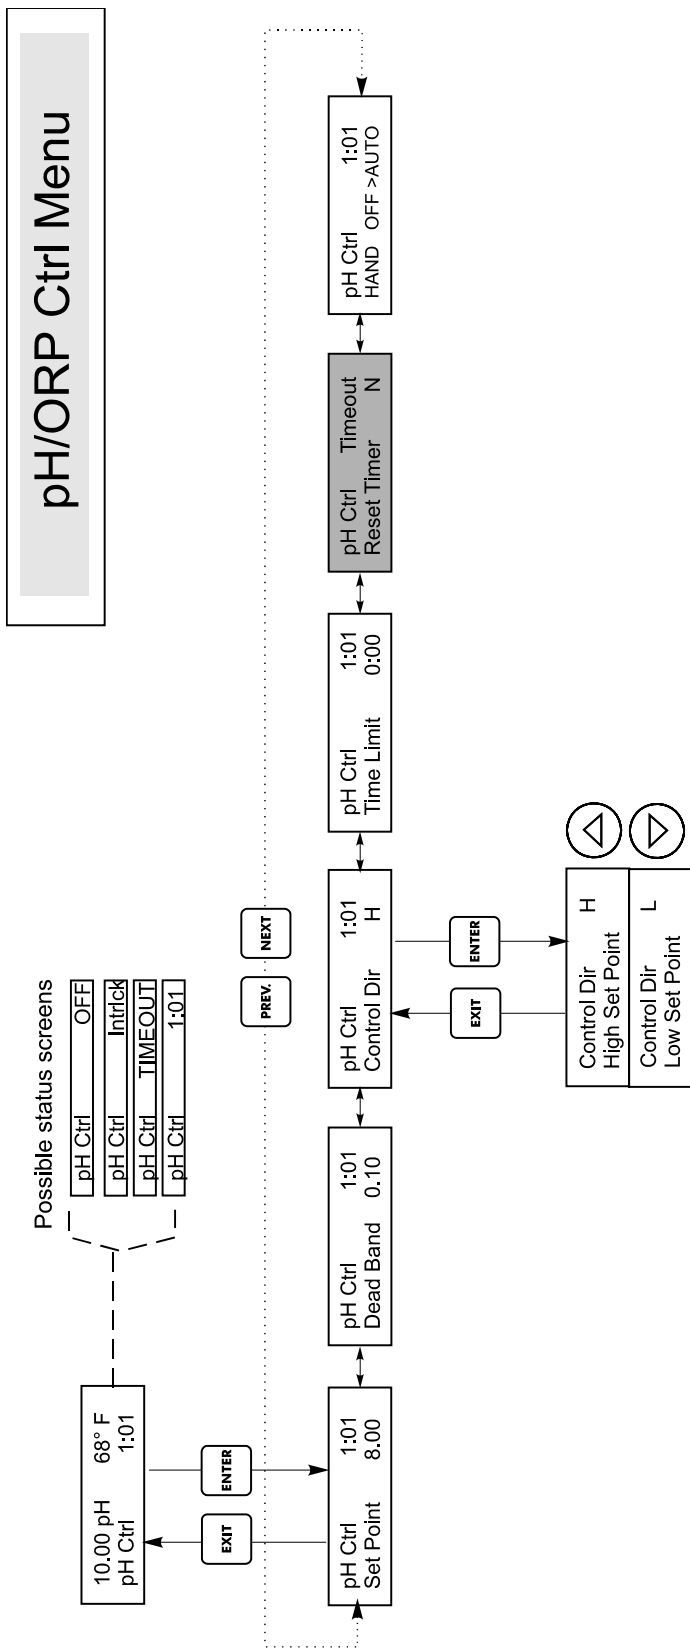 pH/ORP Ctrl Menu
Possible status screens
pH Ctrl OFF
pH Ctrl Intrlck
pH Ctrl TIMEOUT
pH Ctrl 1:01
10.00 pH 68° F
pH Ctrl 1:01
EXIT
ENTER
PREV.
NEXT
pH Ctrl 1:01
Set Point 8.00
pH Ctrl 1:01
Dead Band 0.10
pH Ctrl 1:01
Control Dir H
pH Ctrl 1:01
Time Limit 0:00
pH Ctrl Timeout
Reset Timer N
pH Ctrl 1:01
HAND OFF >AUTO
EXIT
ENTER
Control Dir H
High Set Point
Control Dir L
Low Set Point